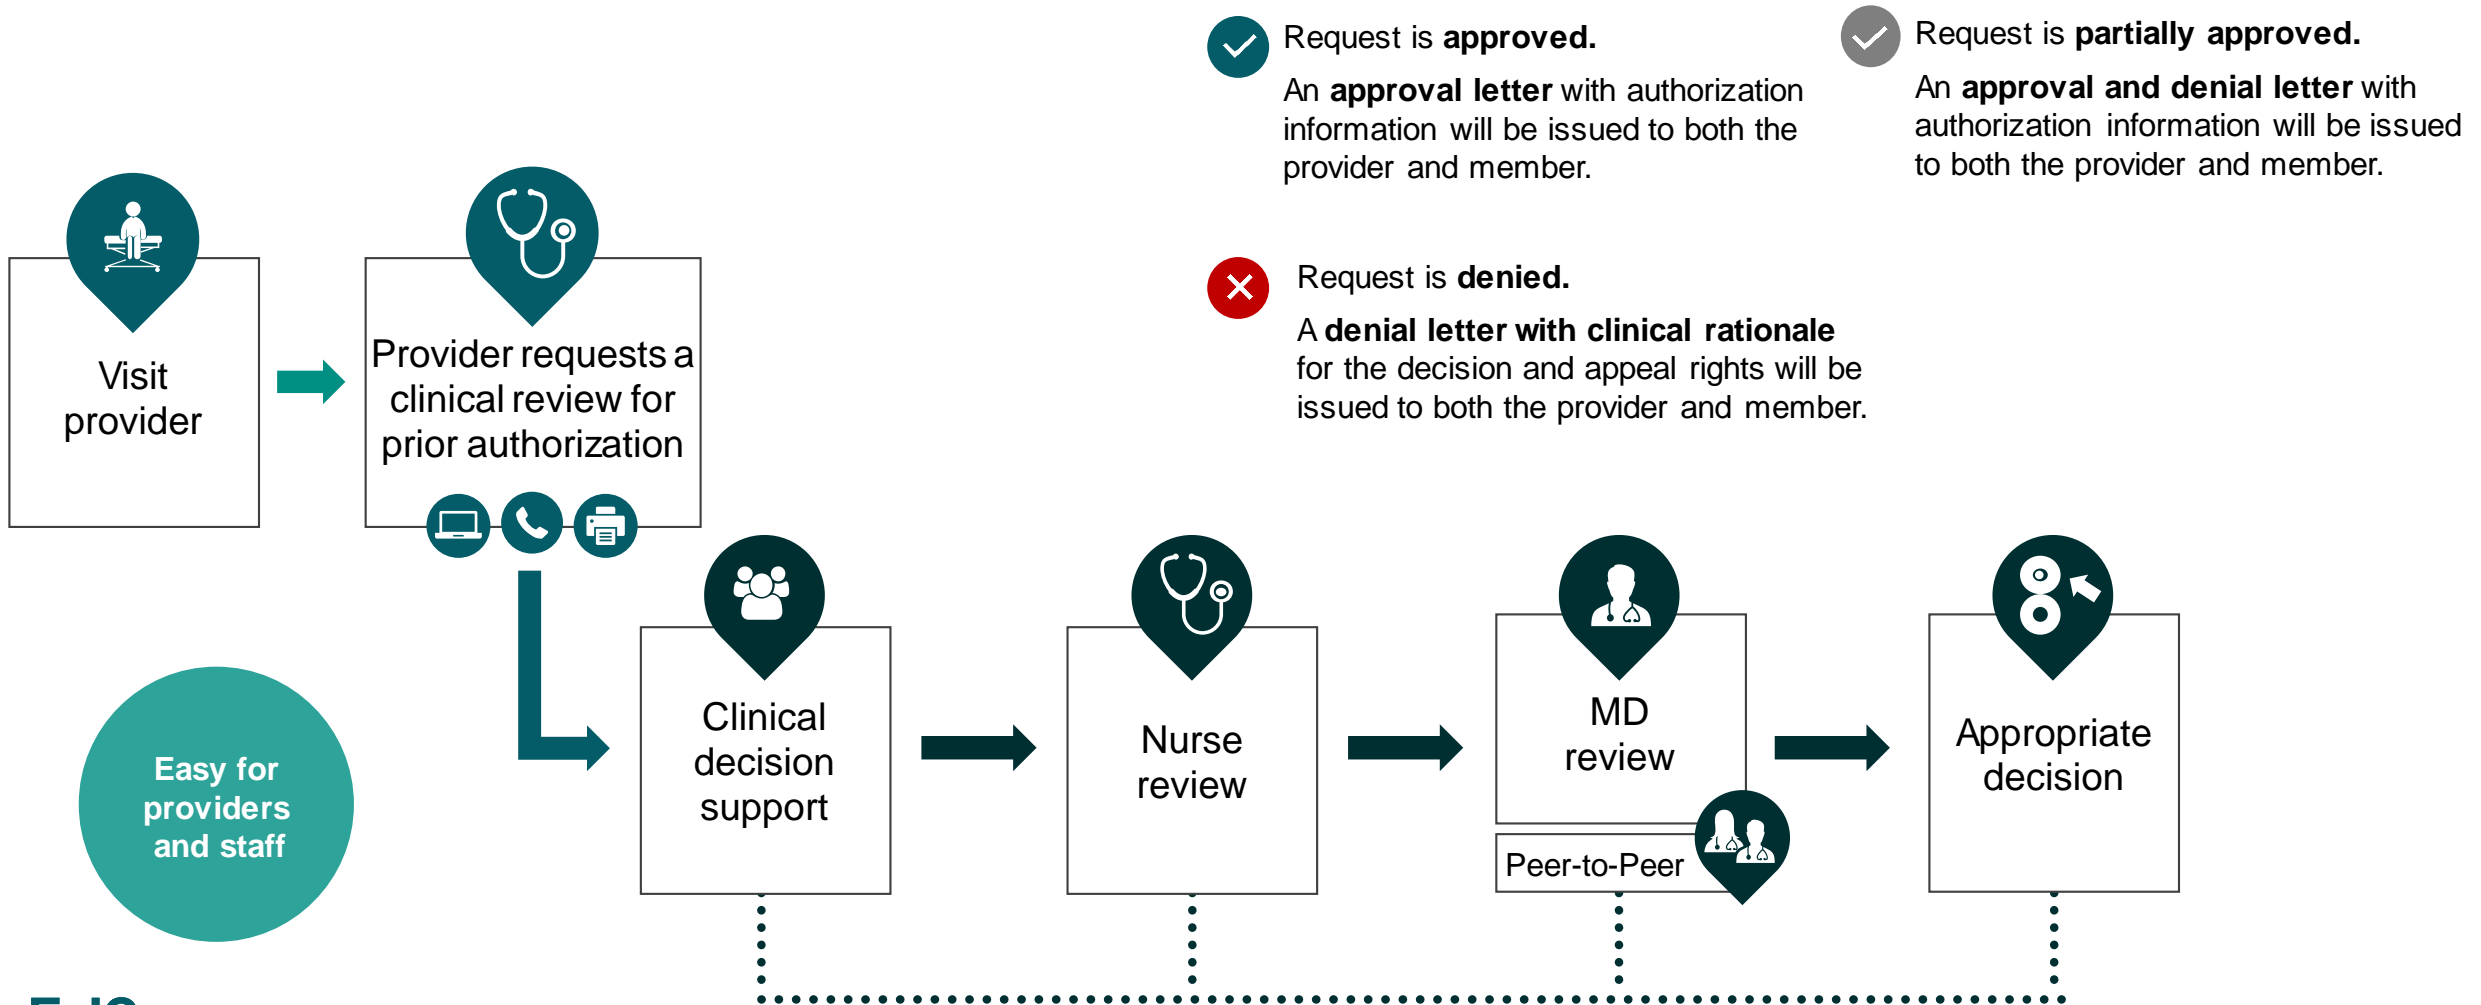 Request is approved.
An approval letter with authorization
information will be issued to both the
provider and member.
Request is partially approved.
An approval and denial letter with
authorization information will be issued
to both the provider and member.
Request is denied.
A denial letter with clinical rationale
for the decision and appeal rights will be
issued to both the provider and member.
Visit
provider
Provider requests a
clinical review for
prior authorization
Easy for
providers
and staff
Clinical
decision
support
Nurse
review
MD
review
Peer-to-Peer
Appropriate
decision